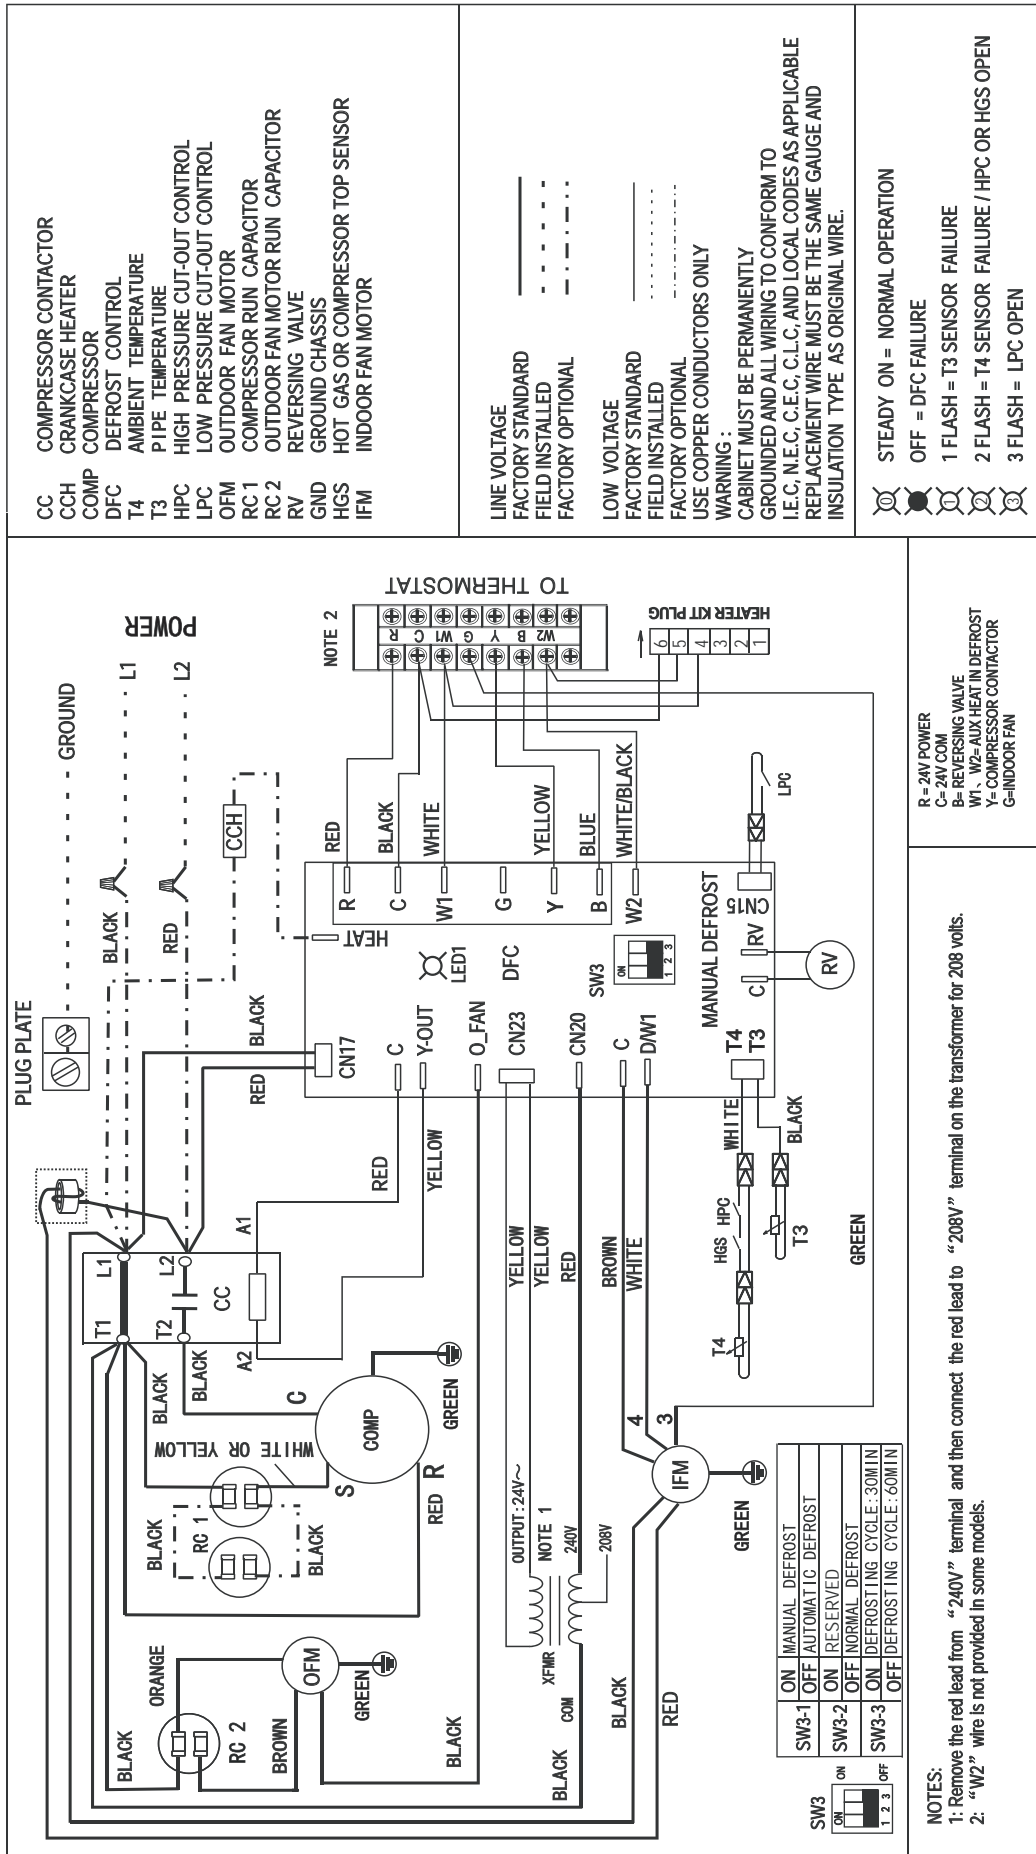 CC COMPRESSOR CONTACTOR
CCH CRANKCASE HEATER
COMP COMPRESSOR
DFC DEFROST CONTROL
T4 AMBIENT TEMPERATURE
T3 PIPE TEMPERATURE
HPC HIGH PRESSURE CUT-OUT CONTROL
LPC LOW PRESSURE CUT-OUT CONTROL
OFM OUTDOOR FAN MOTOR
RC 1 COMPRESSOR RUN CAPACITOR
RC 2 OUTDOOR FAN MOTOR RUN CAPACITOR
RV REVERSING VALVE
GND GROUND CHASSIS
HGS HOT GAS OR COMPRESSOR TOP SENSOR
IFM INDOOR FAN MOTOR
LINE VOLTAGE
FACTORY STANDARD
FIELD INSTALLED
FACTORY OPTIONAL
LOW VOLTAGE
FACTORY STANDARD
FIELD INSTALLED
FACTORY OPTIONAL
USE COPPER CONDUCTORS ONLY
WARNING :
CABINET MUST BE PERMANENTLY
GROUNDED AND ALL WIRING TO CONFORM TO
I.E.C, N.E.C, C.E.C, C.L.C, AND LOCAL CODES AS APPLICABLE
REPLACEMENT WIRE MUST BE THE SAME GAUGE AND
INSULATION TYPE AS ORIGINAL WIRE.
0 STEADY ON = NORMAL OPERATION
OFF = DFC FAILURE
1 1 FLASH = T3 SENSOR FAILURE
2 2 FLASH = T4 SENSOR FAILURE / HPC OR HGS OPEN
3 3 FLASH = LPC OPEN
PLUG PLATE
GROUND
POWER
L1
L2
BLACK
RED
CCH
NOTE 2
TO THERMOSTAT
R C W1 G Y B W2
HEATER KIT PLUG
6 5 4 3 2 1
RED
BLACK
WHITE
YELLOW
BLUE
WHITE/BLACK
LPC
HEAT
R
C
W1
G
Y
B
W2
MANUAL DEFROST
CN15
LED1
DFC
SW3
ON
1 2 3
RV
C
RV
BLACK
RED
CN17
C
Y-OUT
O_FAN
CN23
CN20
C
D/W1
T4
T3
L1
L2
T1
T2
CC
A1
A2
RED
YELLOW
YELLOW
YELLOW
RED
BROWN
WHITE
WHITE
BLACK
HPC
HGS
T3
T4
GREEN
BLACK
BLACK
C
COMP
S
R
GREEN
WHITE OR YELLOW
RED
BLACK
RC 1
BLACK
OUTPUT:24V~
NOTE 1
240V
208V
XFMR
COM
4
3
IFM
GREEN
ORANGE
OFM
GREEN
BLACK
RC 2
BROWN
BLACK
BLACK
BLACK
RED
SW3
ON
1 2 3
ON
OFF
SW3-1 ON MANUAL DEFROST
OFF AUTOMATIC DEFROST
SW3-2 ON RESERVED
OFF NORMAL DEFROST
SW3-3 ON DEFROSTING CYCLE:30MIN
OFF DEFROSTING CYCLE:60MIN
R = 24V POWER
C= 24V COM
B= REVERSING VALVE
W1、W2= AUX HEAT IN DEFROST
Y= COMPRESSOR CONTACTOR
G=INDOOR FAN
NOTES:
1: Remove the red lead from “240V” terminal and then connect the red lead to “208V” terminal on the transformer for 208 volts.
2: “W2” wire is not provided in some models.